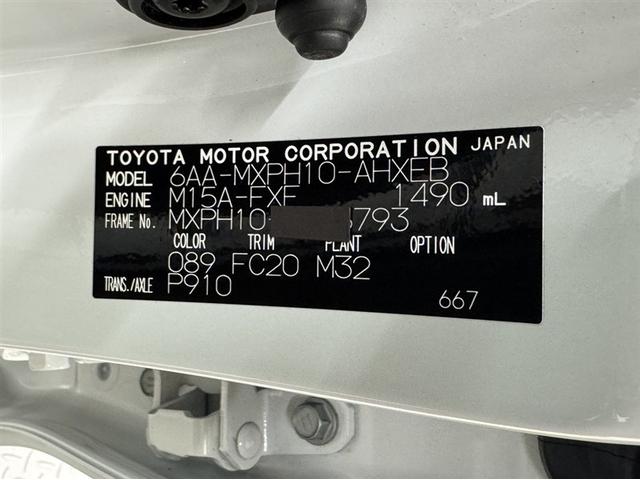 TOYOTA MOTOR CORPORATION JAPAN
MODEL 6AA-MXPH10-AHXEB
ENGINE M15A-FXE 1490 mL
FRAME No. MXPH10- 793
COLOR TRIM PLANT OPTION
089 FC20 M32
TRANS./AXLE P910
667